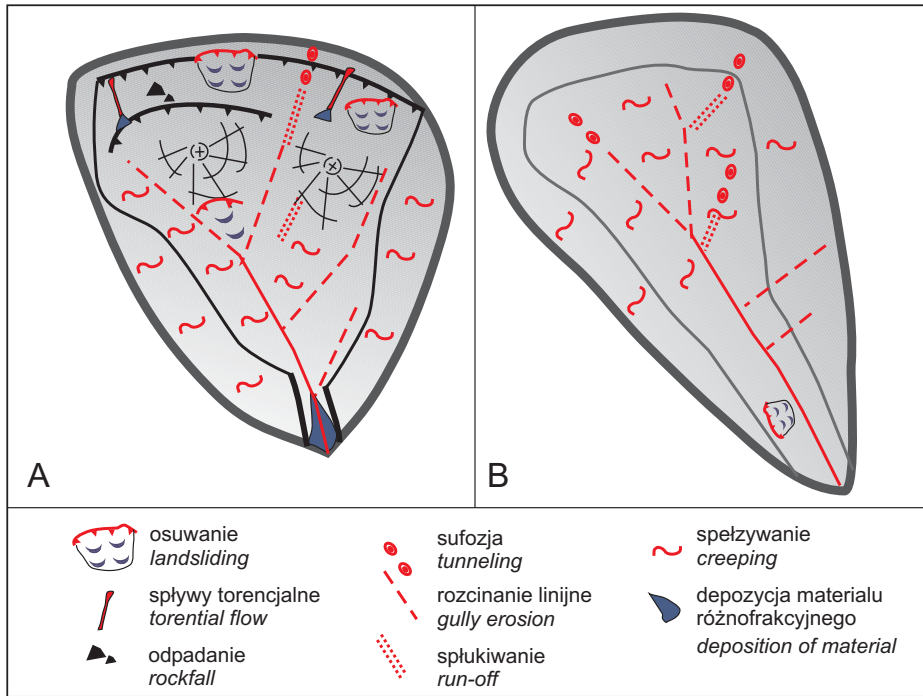 A
B
osuwanie
landsliding
spływy torencjalne
torential flow
odpadanie
rockfall
sufozja
tunneling
rozcinanie linijne
gully erosion
spłukiwanie
run-off
spełzywanie
creeping
depozycja materialu
różnofrakcyjnego
deposition of material